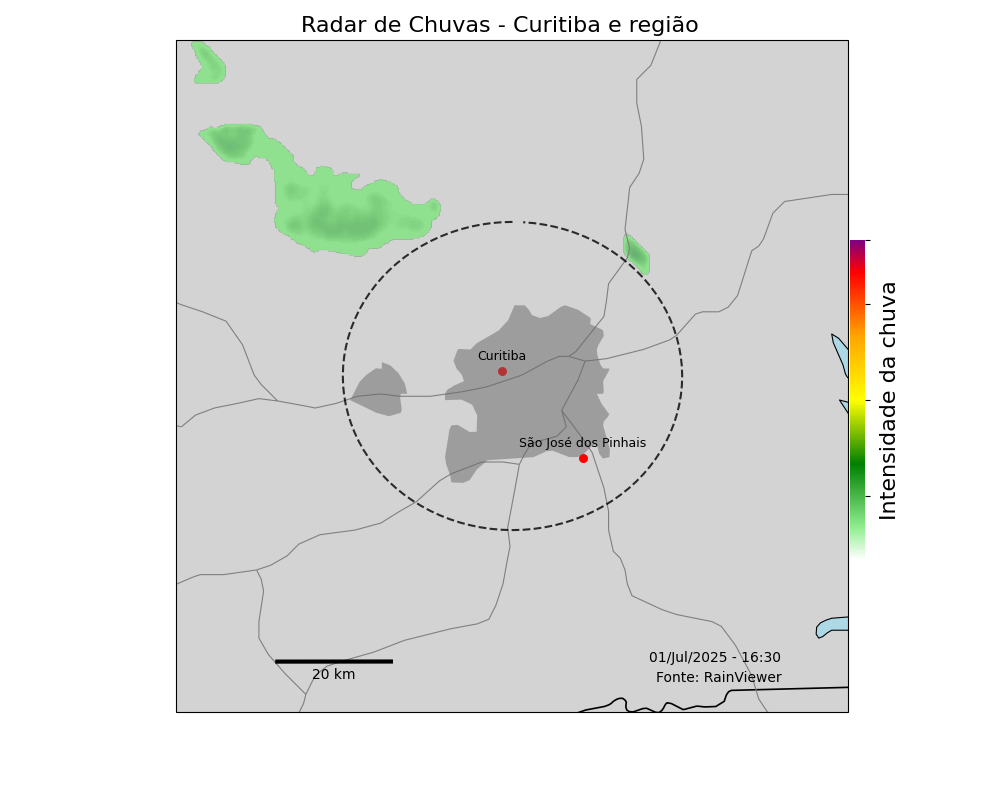 Radar de Chuvas - Curitiba e região
Curitiba
São José dos Pinhais
Intensidade da chuva
20 km
01/Jul/2025 - 16:30
Fonte: RainViewer